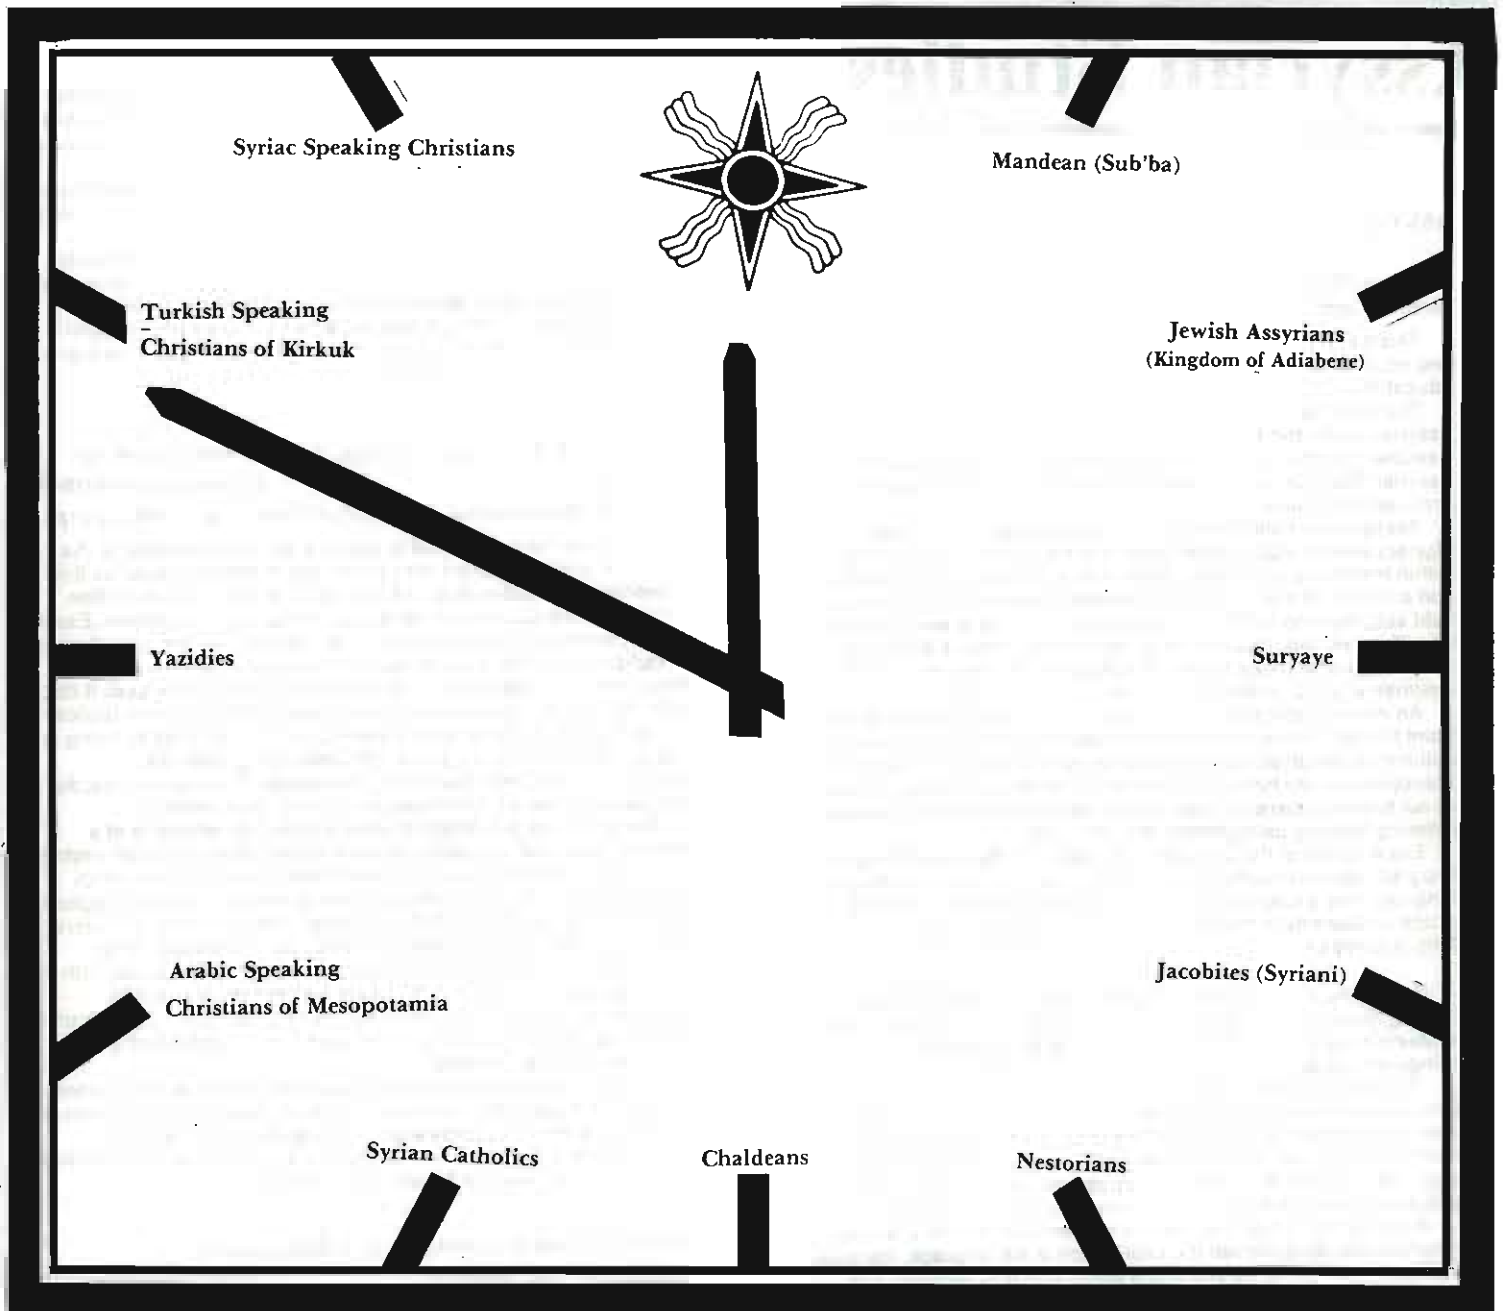 Syriac Speaking Christians
Mandean (Sub'ba)
Turkish Speaking
Christians of Kirkuk
Jewish Assyrians
(Kingdom of Adiabene)
Yazidies
Suryaye
Arabic Speaking
Christians of Mesopotamia
Jacobites (Syriani)
Syrian Catholics
Chaldeans
Nestorians